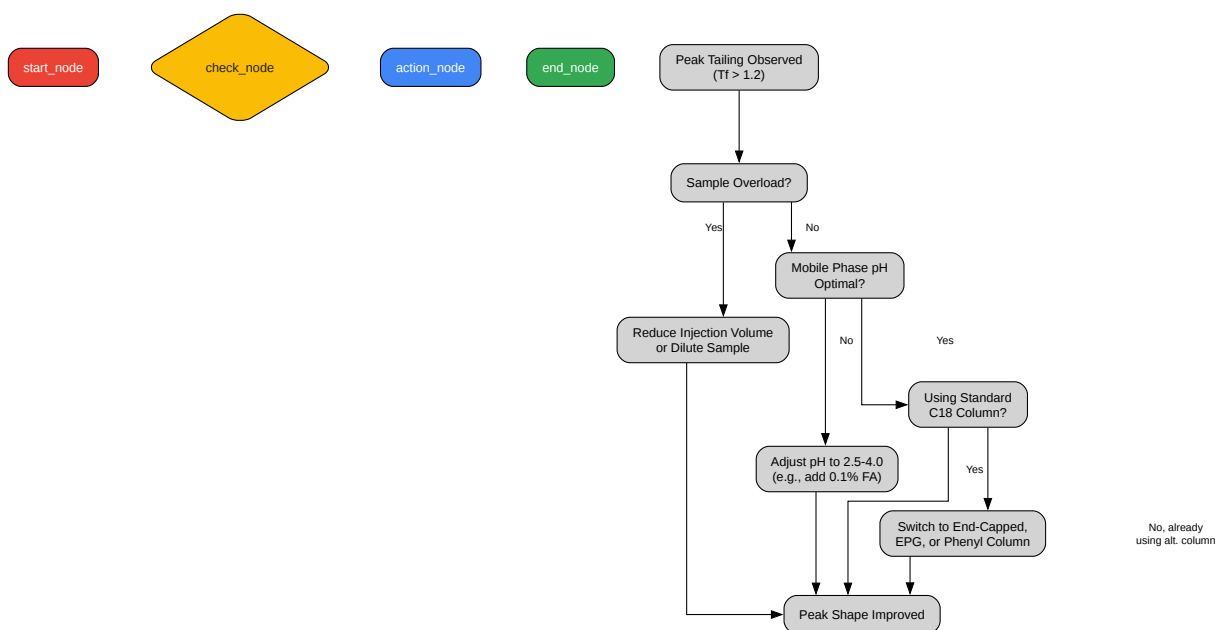 start_node
check_node
action_node
end_node
Peak Tailing Observed
(Tf > 1.2)
Sample Overload?
Yes
No
Mobile Phase pH
Optimal?
Reduce Injection Volume
or Dilute Sample
No
Yes
Using Standard
C18 Column?
Adjust pH to 2.5-4.0
(e.g., add 0.1% FA)
Yes
Switch to End-Capped,
EPG, or Phenyl Column
No, already
using alt. column
Peak Shape Improved